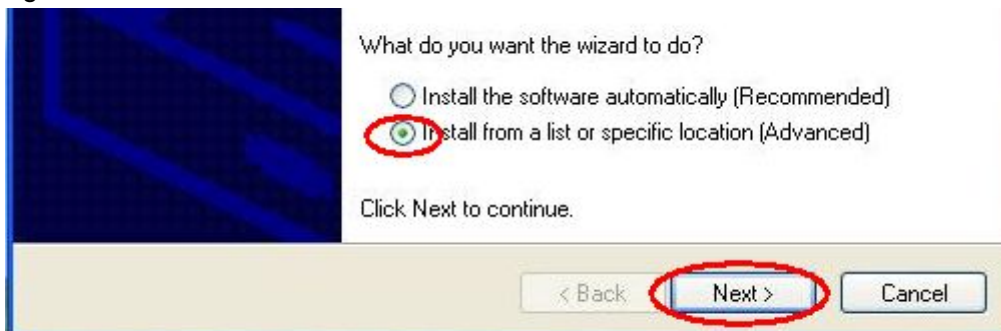 What do you want the wizard to do?
Install the software automatically (Recommended)
Install from a list or specific location (Advanced)
Click Next to continue.
< Back Next > Cancel